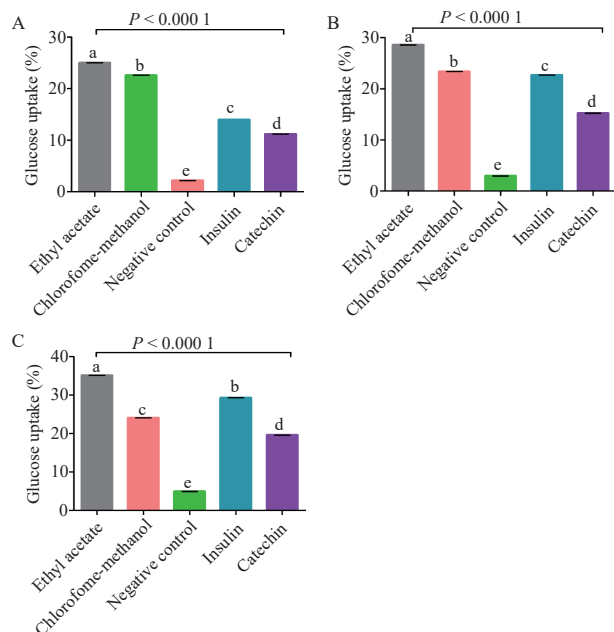 A
P < 0.000 1
Glucose uptake (%)
30
20
10
0
a
b
e
c
d
Ethyl acetate
Chlorofome-methanol
Negative control
Insulin
Catechin
B
P < 0.000 1
Glucose uptake (%)
30
20
10
0
a
b
e
c
d
Ethyl acetate
Chlorofome-methanol
Negative control
Insulin
Catechin
C
P < 0.000 1
Glucose uptake (%)
40
30
20
10
0
a
c
e
b
d
Ethyl acetate
Chlorofome-methanol
Negative control
Insulin
Catechin